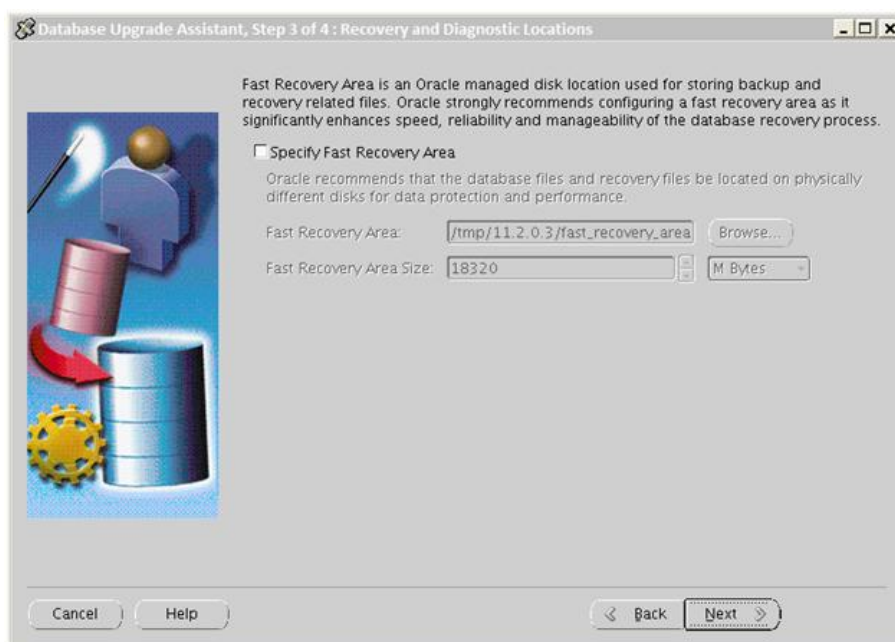 Database Upgrade Assistant, Step 3 of 4 : Recovery and Diagnostic Locations
Fast Recovery Area is an Oracle managed disk location used for storing backup and
recovery related files. Oracle strongly recommends configuring a fast recovery area as it
significantly enhances speed, reliability and manageability of the database recovery process.
Specify Fast Recovery Area
Oracle recommends that the database files and recovery files be located on physically
different disks for data protection and performance.
Fast Recovery Area: /tmp/11.2.0.3/fast_recovery_area Browse...
Fast Recovery Area Size: 18320 M Bytes
Cancel Help Back Next